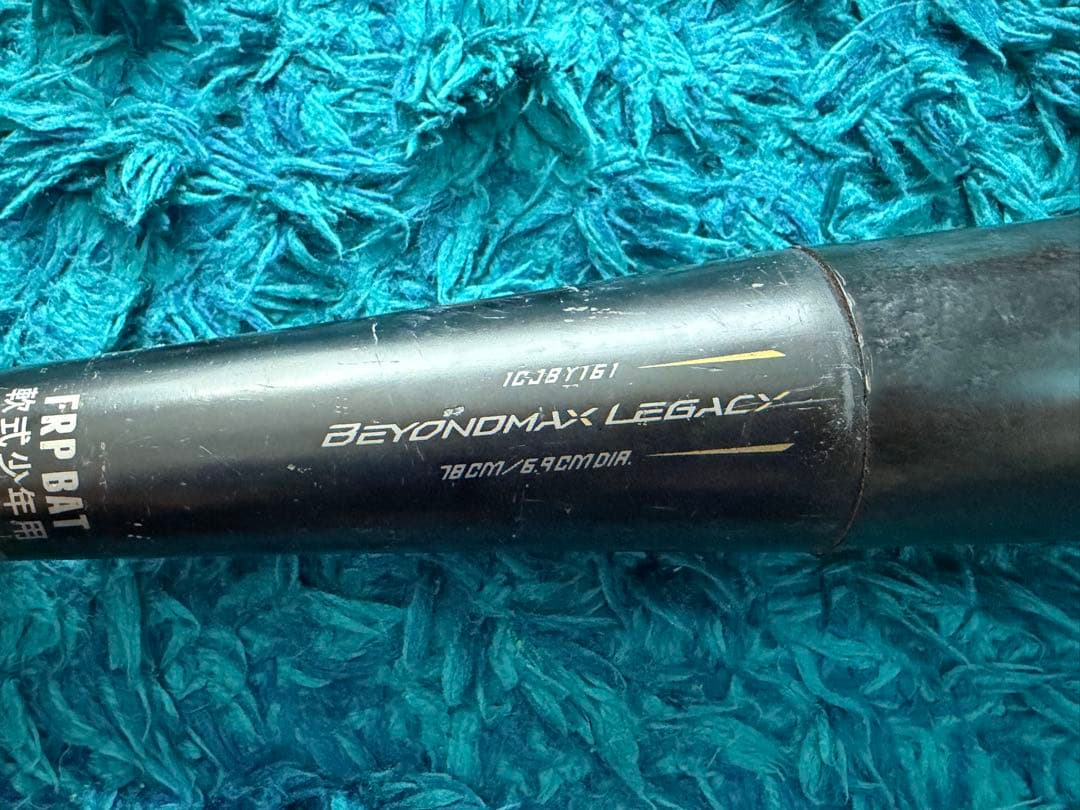 1CJBY161
BEYONDMAX LEGACY
78CM/6.9CM DIA.
FRP BAT
軟式少年用